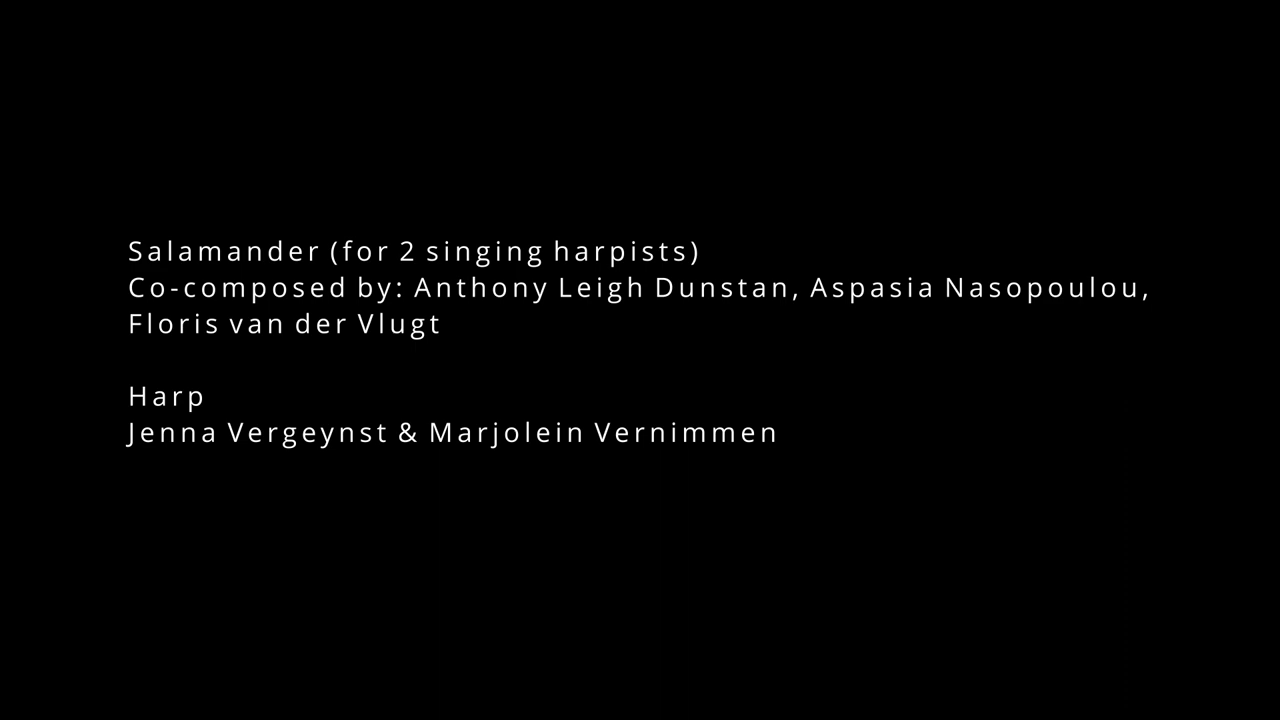 Salamander (for 2 singing harpists)
Co-composed by: Anthony Leigh Dunstan, Aspasia Nasopoulou,
Floris van der Vlugt
Harp
Jenna Vergeynst & Marjolein Vernimmen